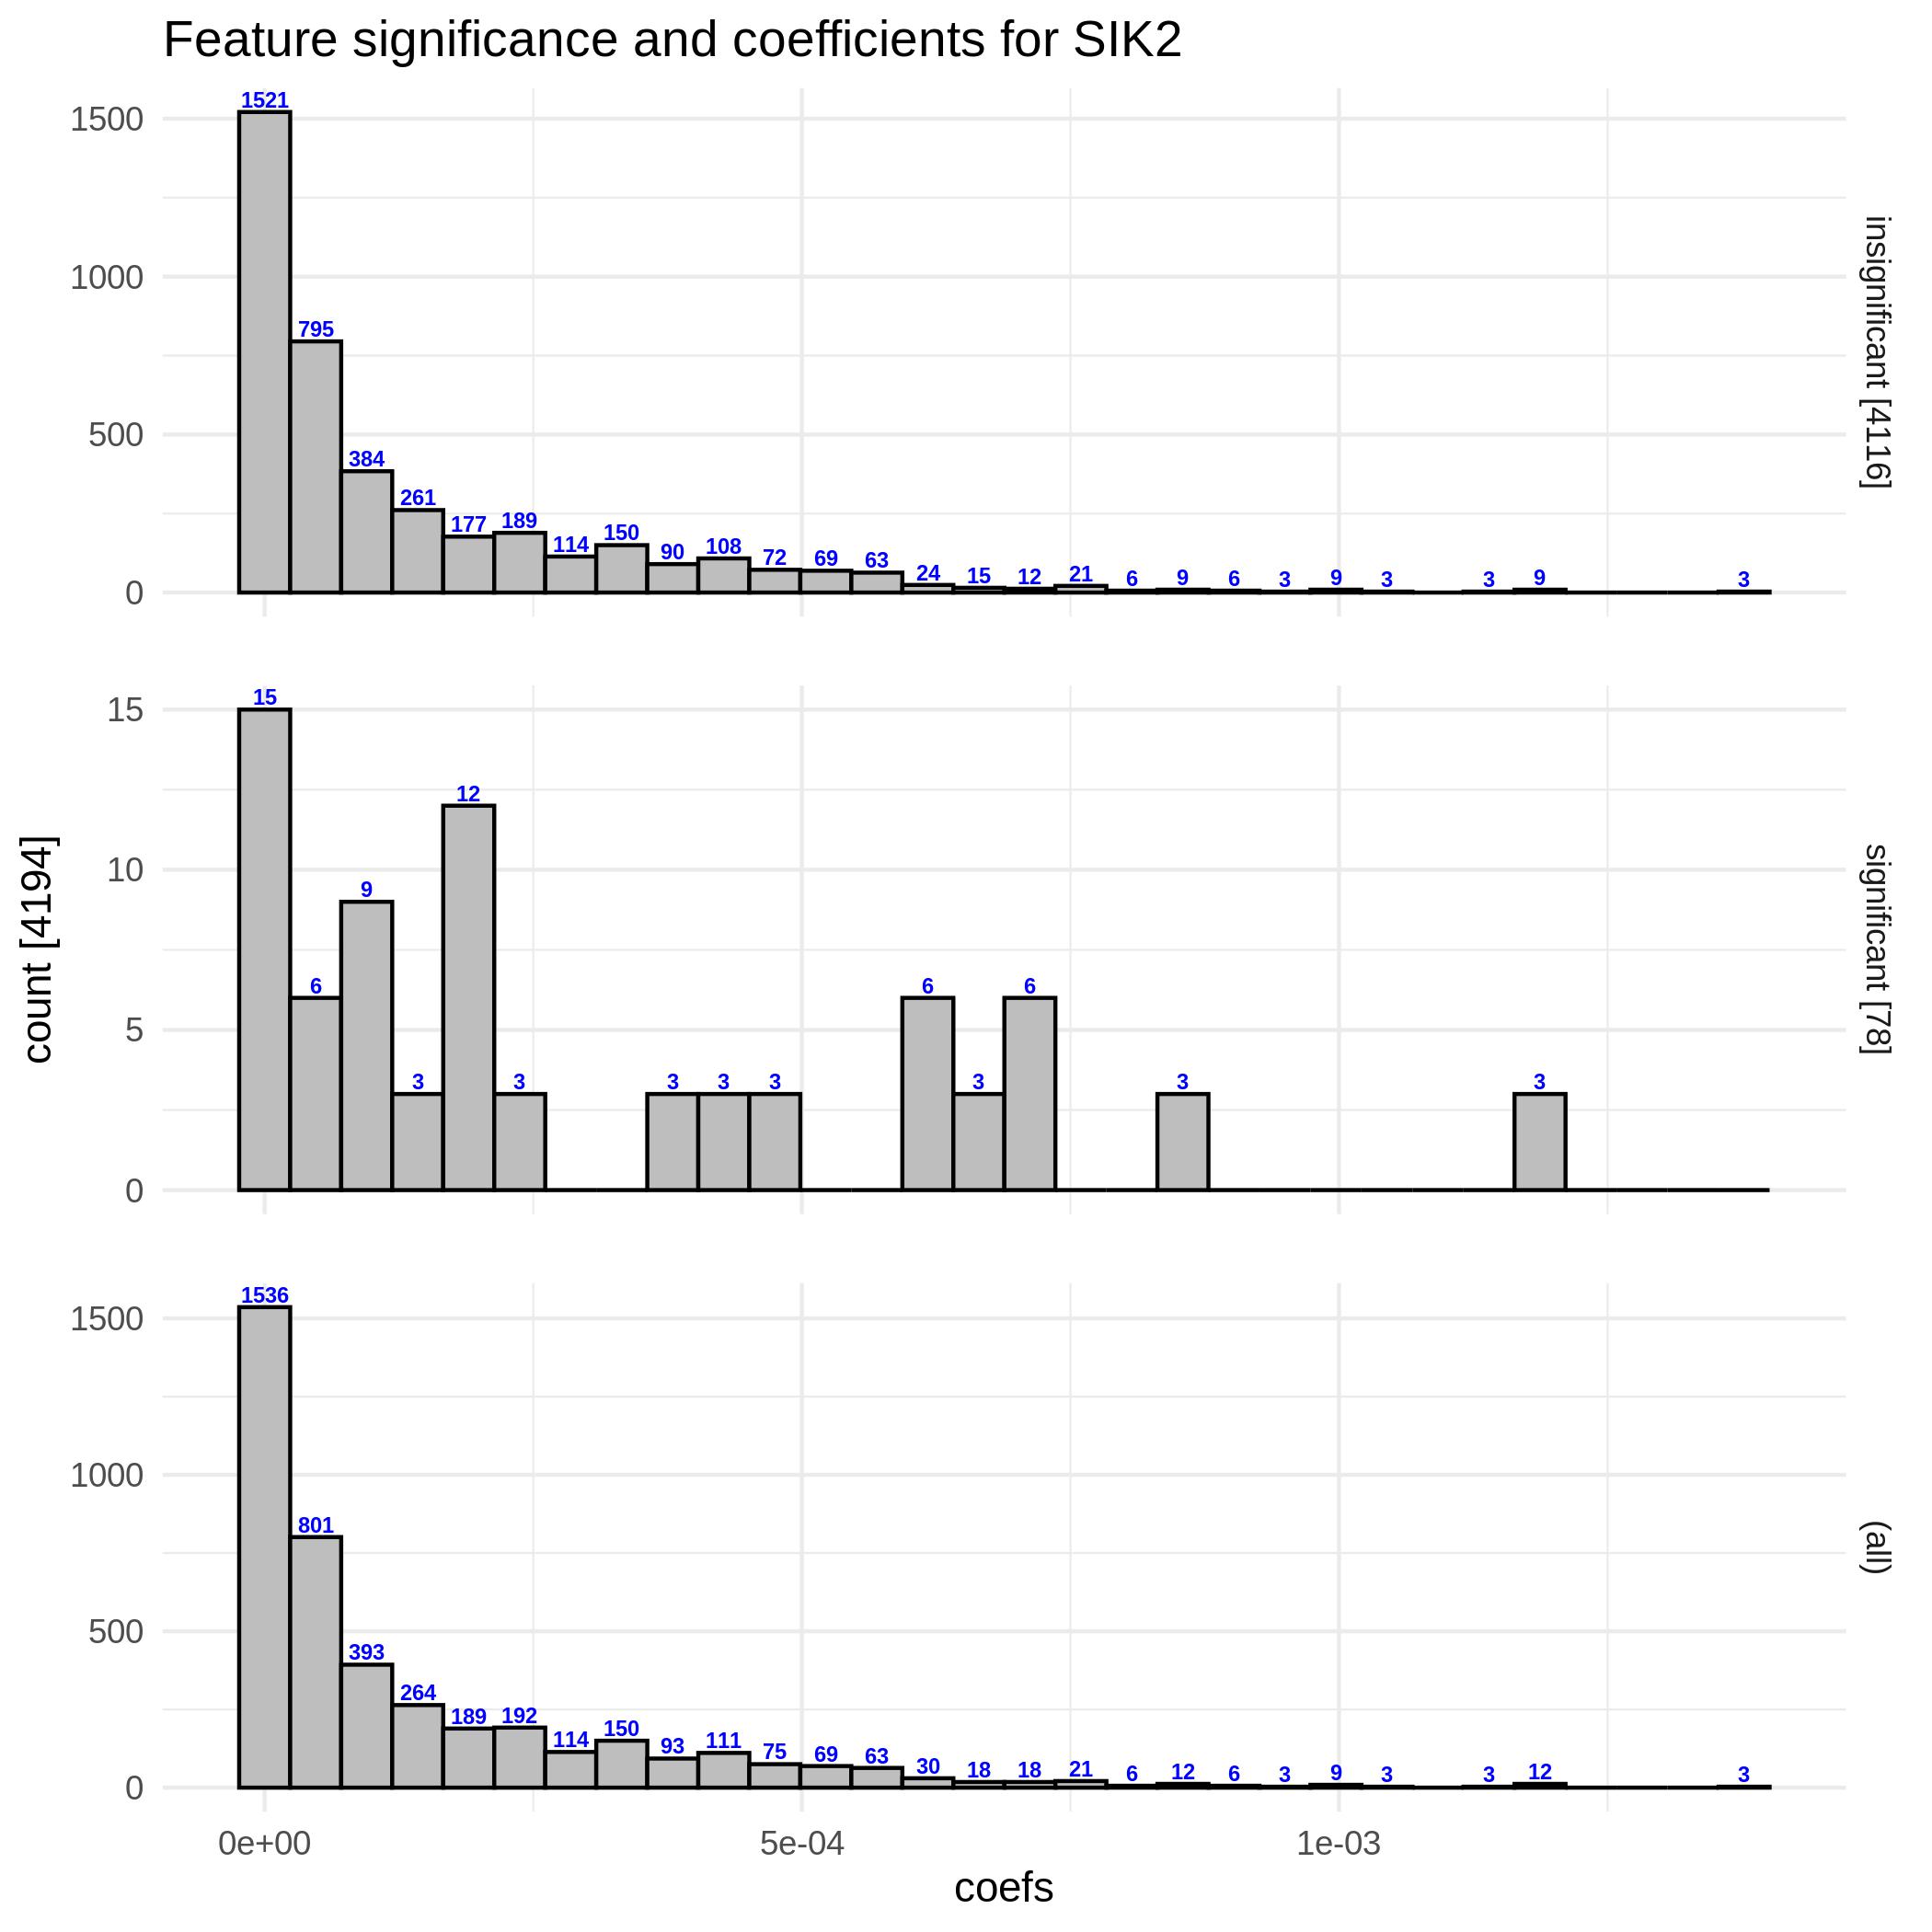 Feature significance and coefficients for SIK2
1521
1500
795
1000
384
500
261
177 189
114 150
90 108
72 69 63
24 15 12 21 6 9 6 3 9 3 3 9 3
0
insignificant [4116]
15
15
12
10
9
6 6 6
5
3 3 3 3 3 3 3 3
0
count [4194]
significant [78]
1536
1500
1000
801
500
393
264
189 192
114 150
93 111
75 69 63
30 18 18 21 6 12 6 3 9 3 3 12 3
0
(all)
0e+00 5e-04 1e-03
coefs